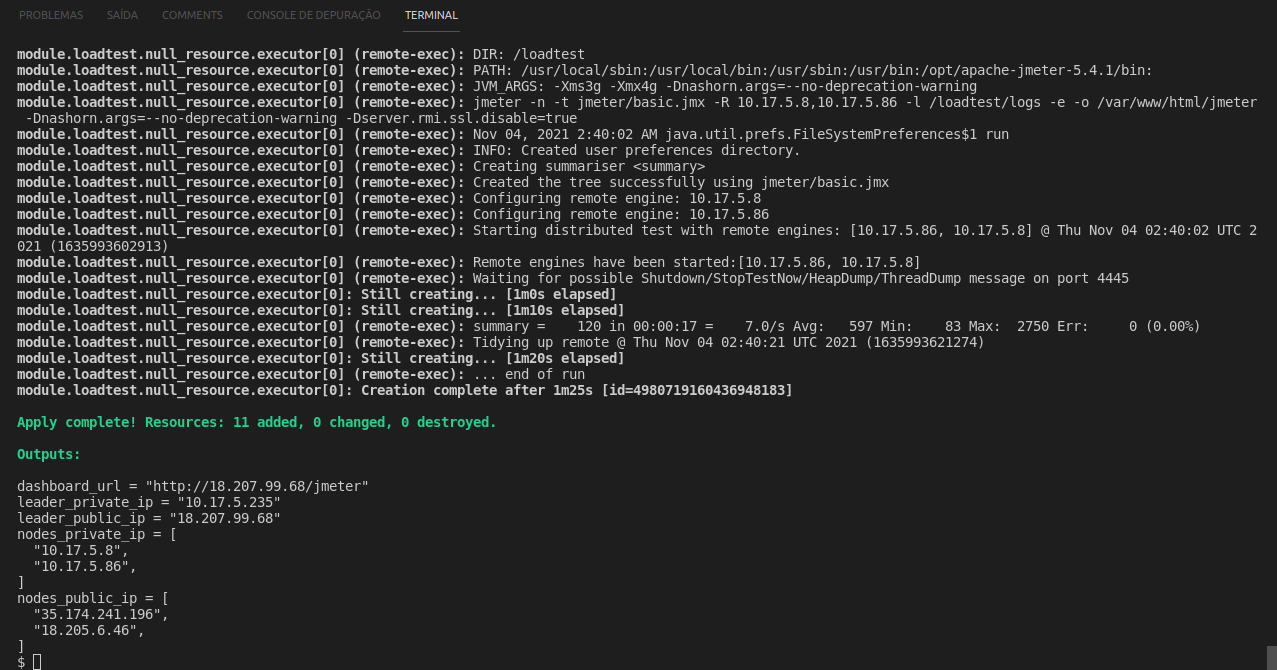 PROBLEMAS SAÍDA COMMENTS CONSOLE DE DEPURAÇÃO TERMINAL
module.loadtest.null_resource.executor[0] (remote-exec): DIR: /loadtest
module.loadtest.null_resource.executor[0] (remote-exec): PATH: /usr/local/sbin:/usr/local/bin:/usr/sbin:/usr/bin:/opt/apache-jmeter-5.4.1/bin:
module.loadtest.null_resource.executor[0] (remote-exec): JVM_ARGS: -Xms3g -Xmx4g -Dnashorn.args=--no-deprecation-warning
module.loadtest.null_resource.executor[0] (remote-exec): jmeter -n -t jmeter/basic.jmx -R 10.17.5.8,10.17.5.86 -l /loadtest/logs -e -o /var/www/html/jmeter
-Dnashorn.args=--no-deprecation-warning -Dserver.rmi.ssl.disable=true
module.loadtest.null_resource.executor[0] (remote-exec): Nov 04, 2021 2:40:02 AM java.util.prefs.FileSystemPreferences$1 run
module.loadtest.null_resource.executor[0] (remote-exec): INFO: Created user preferences directory.
module.loadtest.null_resource.executor[0] (remote-exec): Creating summariser <summary>
module.loadtest.null_resource.executor[0] (remote-exec): Created the tree successfully using jmeter/basic.jmx
module.loadtest.null_resource.executor[0] (remote-exec): Configuring remote engine: 10.17.5.8
module.loadtest.null_resource.executor[0] (remote-exec): Configuring remote engine: 10.17.5.86
module.loadtest.null_resource.executor[0] (remote-exec): Starting distributed test with remote engines: [10.17.5.86, 10.17.5.8] @ Thu Nov 04 02:40:02 UTC 2
021 (1635993602913)
module.loadtest.null_resource.executor[0] (remote-exec): Remote engines have been started:[10.17.5.86, 10.17.5.8]
module.loadtest.null_resource.executor[0] (remote-exec): Waiting for possible Shutdown/StopTestNow/HeapDump/ThreadDump message on port 4445
module.loadtest.null_resource.executor[0]: Still creating... [1m0s elapsed]
module.loadtest.null_resource.executor[0]: Still creating... [1m10s elapsed]
module.loadtest.null_resource.executor[0] (remote-exec): summary =    120 in 00:00:17 =    7.0/s Avg:   597 Min:    83 Max:  2750 Err:     0 (0.00%)
module.loadtest.null_resource.executor[0] (remote-exec): Tidying up remote @ Thu Nov 04 02:40:21 UTC 2021 (1635993621274)
module.loadtest.null_resource.executor[0]: Still creating... [1m20s elapsed]
module.loadtest.null_resource.executor[0] (remote-exec): ... end of run
module.loadtest.null_resource.executor[0]: Creation complete after 1m25s [id=4980719160436948183]
Apply complete! Resources: 11 added, 0 changed, 0 destroyed.
Outputs:
dashboard_url = "http://18.207.99.68/jmeter"
leader_private_ip = "10.17.5.235"
leader_public_ip = "18.207.99.68"
nodes_private_ip = [
  "10.17.5.8",
  "10.17.5.86",
]
nodes_public_ip = [
  "35.174.241.196",
  "18.205.6.46",
]
$